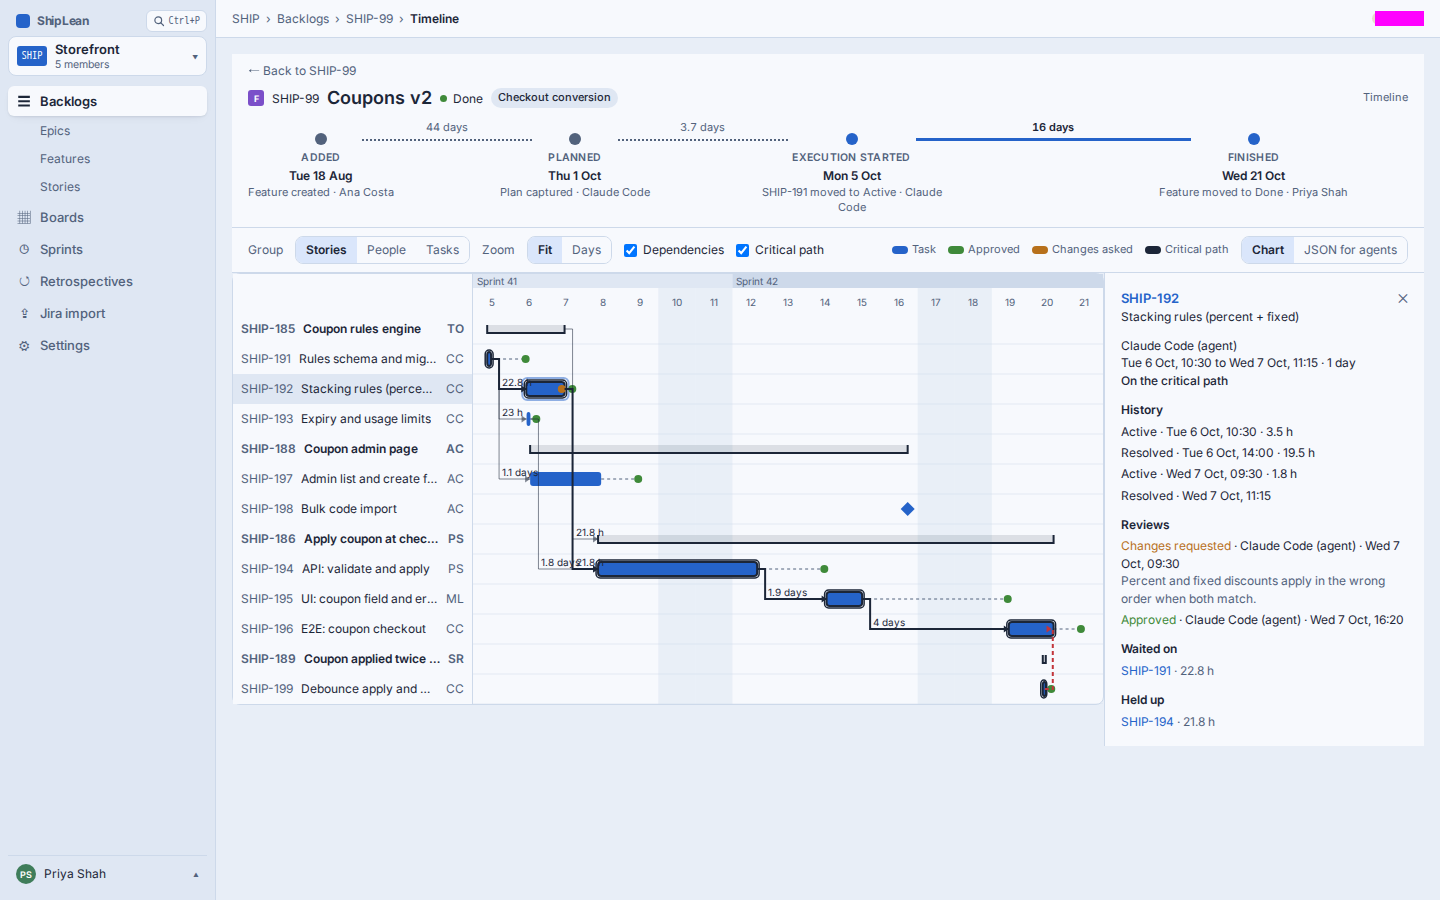 ShipLean
Ctrl+P
SHIP
Storefront
5 members
Backlogs
Epics
Features
Stories
Boards
Sprints
Retrospectives
Jira import
Settings
PS Priya Shah
SHIP › Backlogs › SHIP-99 › Timeline
← Back to SHIP-99
F SHIP-99 Coupons v2 Done Checkout conversion
Timeline
44 days
3.7 days
16 days
ADDED
Tue 18 Aug
Feature created · Ana Costa
PLANNED
Thu 1 Oct
Plan captured · Claude Code
EXECUTION STARTED
Mon 5 Oct
SHIP-191 moved to Active · Claude
Code
FINISHED
Wed 21 Oct
Feature moved to Done · Priya Shah
Group Stories People Tasks Zoom Fit Days Dependencies Critical path
Task Approved Changes asked Critical path Chart JSON for agents
Sprint 41 Sprint 42
5 6 7 8 9 10 11 12 13 14 15 16 17 18 19 20 21
SHIP-185 Coupon rules engine TO
SHIP-191 Rules schema and mig... CC
SHIP-192 Stacking rules (perce... CC
22.8
SHIP-193 Expiry and usage limits CC
23 h
SHIP-188 Coupon admin page AC
SHIP-197 Admin list and create f... AC
1.1 days
SHIP-198 Bulk code import AC
SHIP-186 Apply coupon at chec... PS
21.8 h
SHIP-194 API: validate and apply PS
1.8 days
21.8
SHIP-195 UI: coupon field and er... ML
1.9 days
SHIP-196 E2E: coupon checkout CC
4 days
SHIP-189 Coupon applied twice ... SR
SHIP-199 Debounce apply and ... CC
SHIP-192
Stacking rules (percent + fixed)
Claude Code (agent)
Tue 6 Oct, 10:30 to Wed 7 Oct, 11:15 · 1 day
On the critical path
History
Active · Tue 6 Oct, 10:30 · 3.5 h
Resolved · Tue 6 Oct, 14:00 · 19.5 h
Active · Wed 7 Oct, 09:30 · 1.8 h
Resolved · Wed 7 Oct, 11:15
Reviews
Changes requested · Claude Code (agent) · Wed 7
Oct, 09:30
Percent and fixed discounts apply in the wrong
order when both match.
Approved · Claude Code (agent) · Wed 7 Oct, 16:20
Waited on
SHIP-191 · 22.8 h
Held up
SHIP-194 · 21.8 h